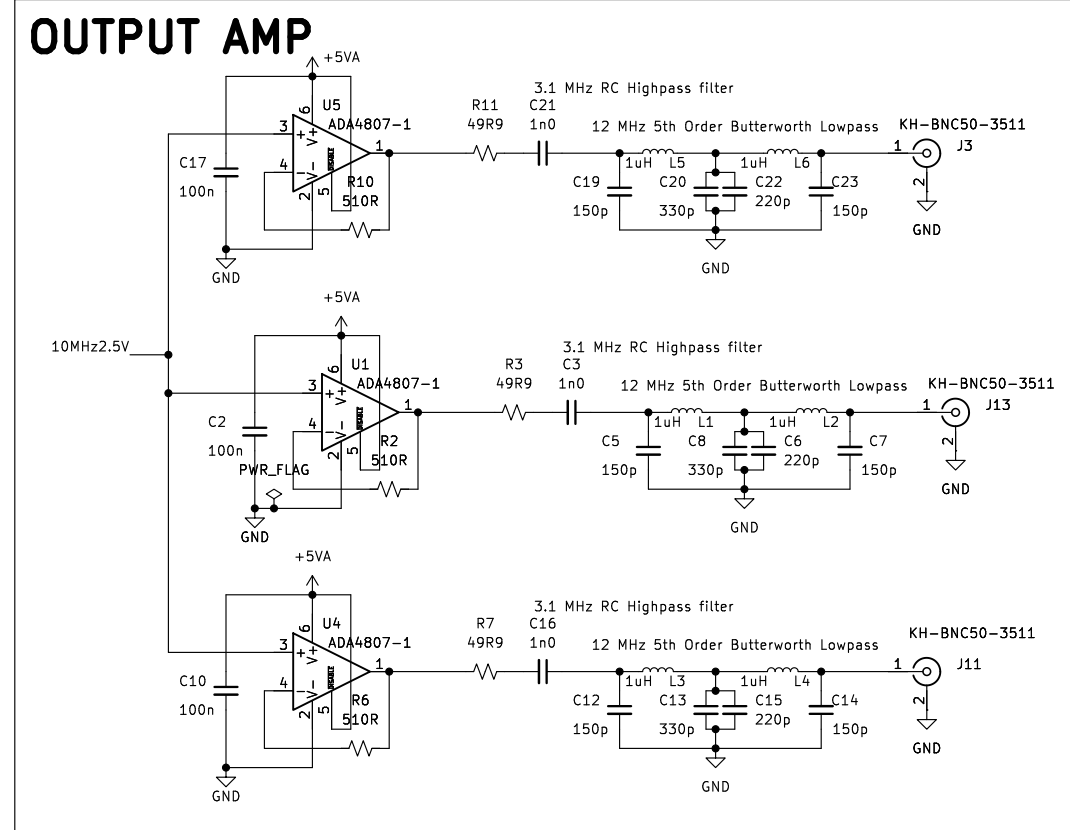 OUTPUT AMP
+5VA
3.1 MHz RC Highpass filter
U5
ADA4807-1
R11
49R9
C21
1n0
12 MHz 5th Order Butterworth Lowpass
KH-BNC50-3511
J3
6
3
V+
+
1
C17
100n
4
−
V-
DISABLE
2
5
R10
510R
1uH
L5
1uH
L6
1
2
C19
150p
C20
330p
C22
220p
C23
150p
GND
GND
GND
+5VA
10MHz2.5V
3.1 MHz RC Highpass filter
U1
ADA4807-1
R3
49R9
C3
1n0
12 MHz 5th Order Butterworth Lowpass
KH-BNC50-3511
J13
6
3
V+
+
1
C2
100n
4
−
V-
DISABLE
2
5
R2
510R
PWR_FLAG
1uH
L1
1uH
L2
1
2
C5
150p
C8
330p
C6
220p
C7
150p
GND
GND
GND
+5VA
3.1 MHz RC Highpass filter
U4
ADA4807-1
R7
49R9
C16
1n0
12 MHz 5th Order Butterworth Lowpass
KH-BNC50-3511
J11
6
3
V+
+
1
C10
100n
4
−
V-
DISABLE
2
5
R6
510R
1uH
L3
1uH
L4
1
2
C12
150p
C13
330p
C15
220p
C14
150p
GND
GND
GND